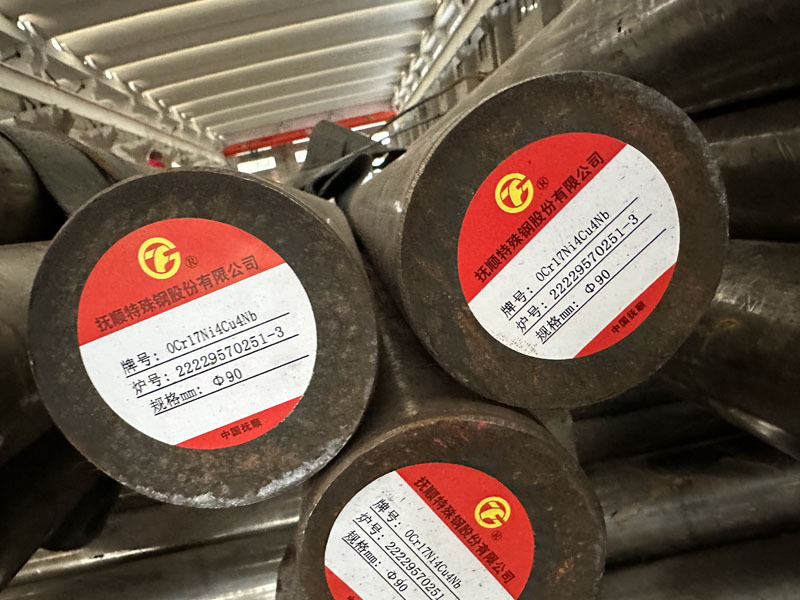 ®
抚顺特殊钢股份有限公司
牌号: 0Cr17Ni4Cu4Nb
炉号: 22229570251-3
规格mm: Φ90
中国抚顺
®
抚顺特殊钢股份有限公司
牌号: 0Cr17Ni4Cu4Nb
炉号: 22229570251-3
规格mm: Φ90
中国抚顺
®
抚顺特殊钢股份有限公司
牌号: 0Cr17Ni4Cu4Nb
炉号: 22229570251-3
规格mm: Φ90